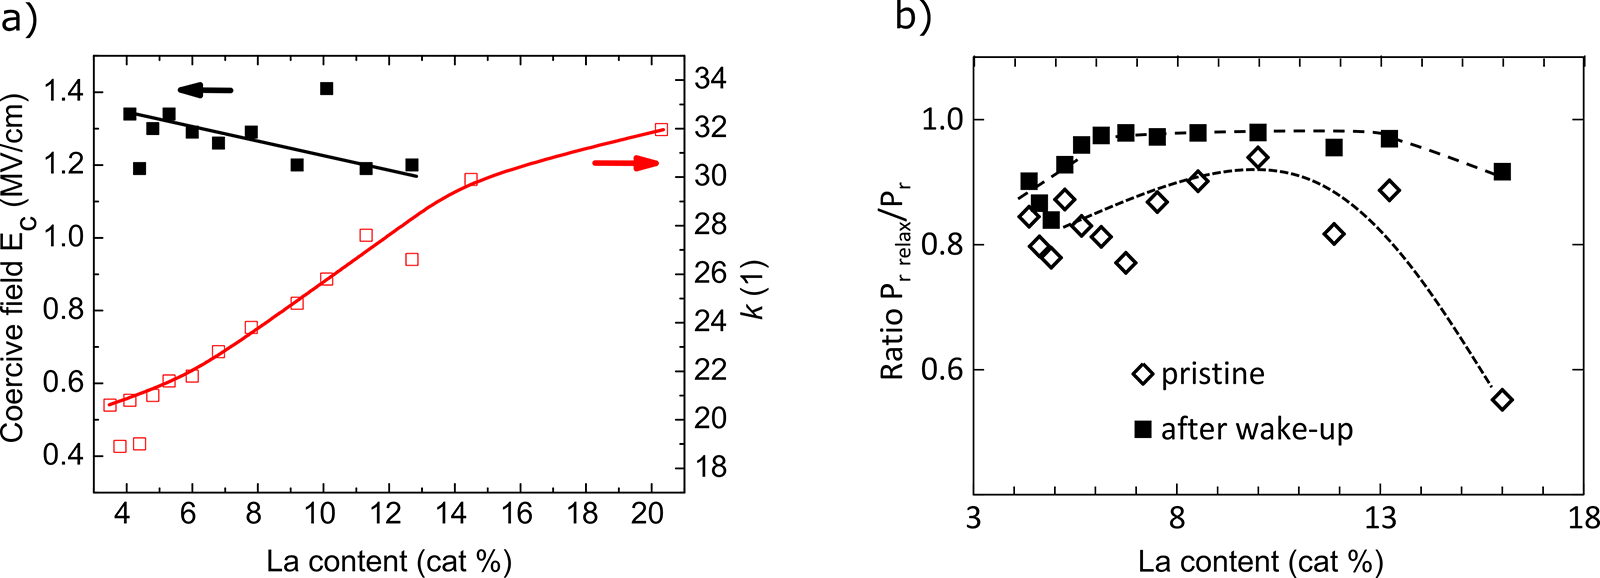 a)
Coercive field E_C (MV/cm)
1.4
1.2
1.0
0.8
0.6
0.4
34
32
30
28
26
24
22
20
18
k (1)
4 6 8 10 12 14 16 18 20
La content (cat %)
b)
Ratio P_r relax/P_r
1.0
0.8
0.6
pristine
after wake-up
3 8 13 18
La content (cat %)